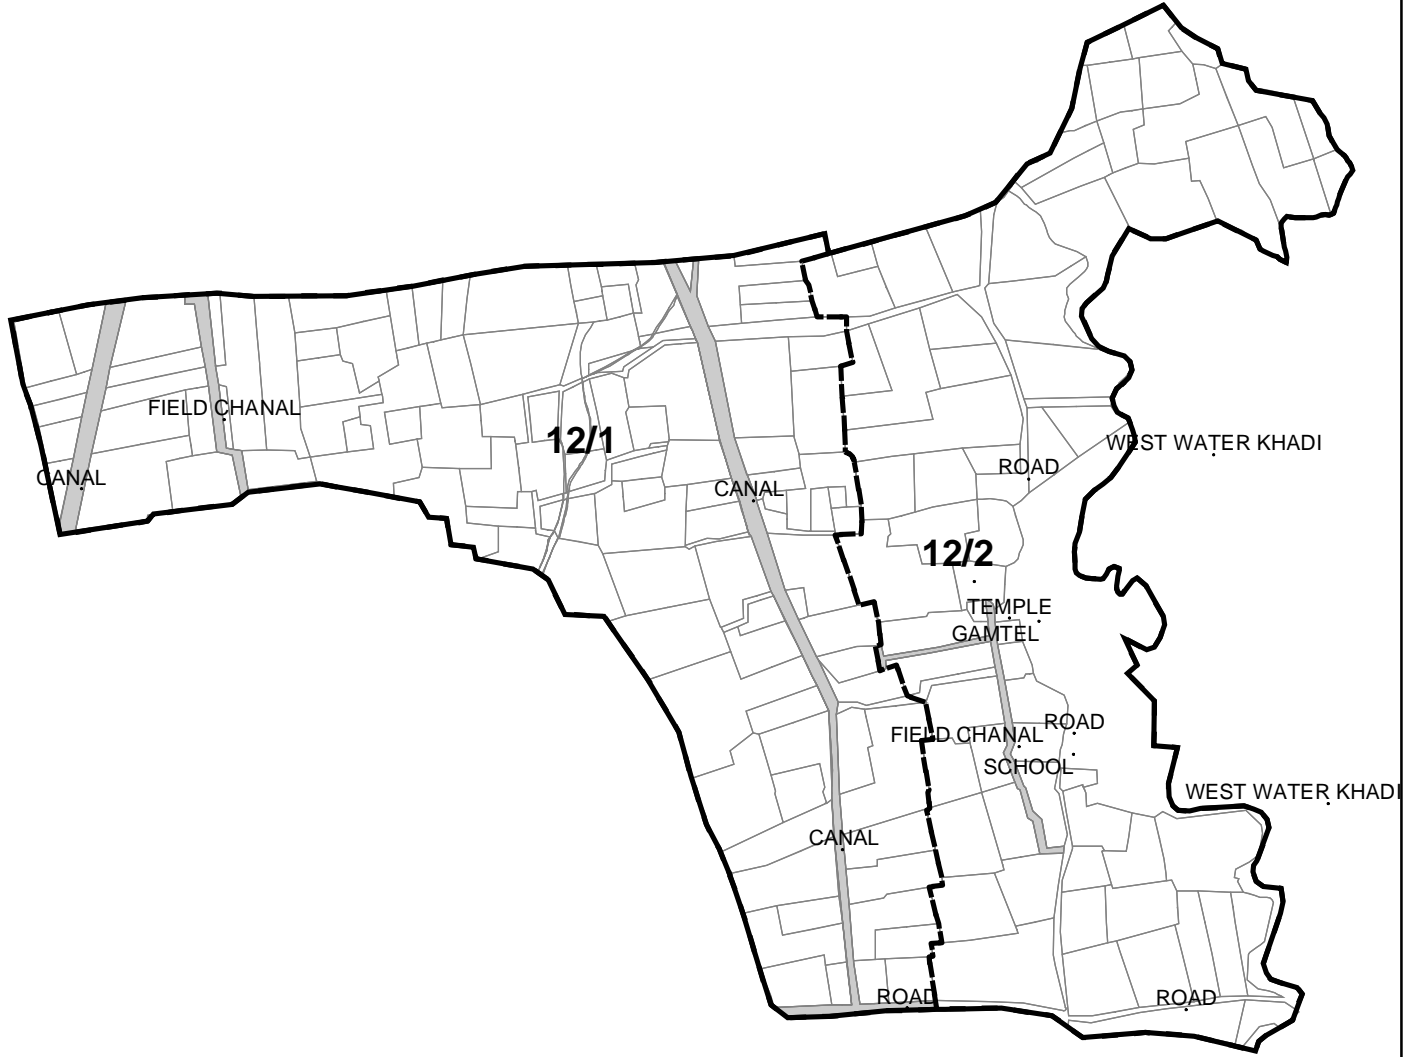 FIELD CHANAL
12/1
WEST WATER KHADI
ROAD
CANAL
CANAL
12/2
TEMPLE
GAMTEL
ROAD
FIELD CHANAL
SCHOOL
WEST WATER KHADI
CANAL
ROAD
ROAD